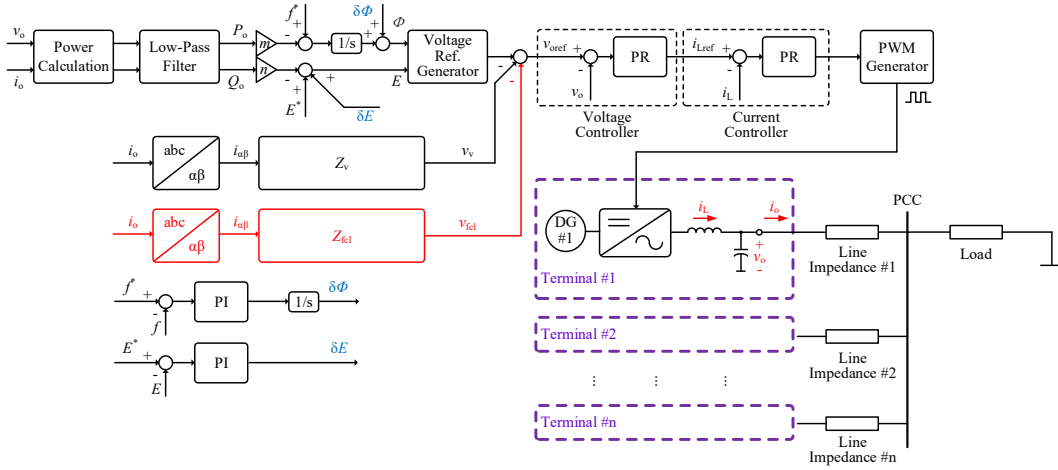 v_o
i_o
Power
Calculation
Low-Pass
Filter
P_o
Q_o
m
n
f*
+
-
1/s
δΦ
+
+
Φ
-
+
+
E*
δE
E
Voltage
Ref.
Generator
-
-
-
v_oref
+
-
v_o
PR
Voltage
Controller
i_Lref
+
-
i_L
PR
Current
Controller
PWM
Generator
i_o
abc
αβ
i_αβ
Z_v
v_v
i_o
abc
αβ
i_αβ
Z_fcl
v_fcl
f*
+
-
f
PI
1/s
δΦ
E*
+
-
E
PI
δE
DG
#1
i_L
i_o
+
v_o
-
Terminal #1
Line
Impedance #1
PCC
Load
Terminal #2
Line
Impedance #2
⋮ ⋮ ... ⋮
Terminal #n
Line
Impedance #n